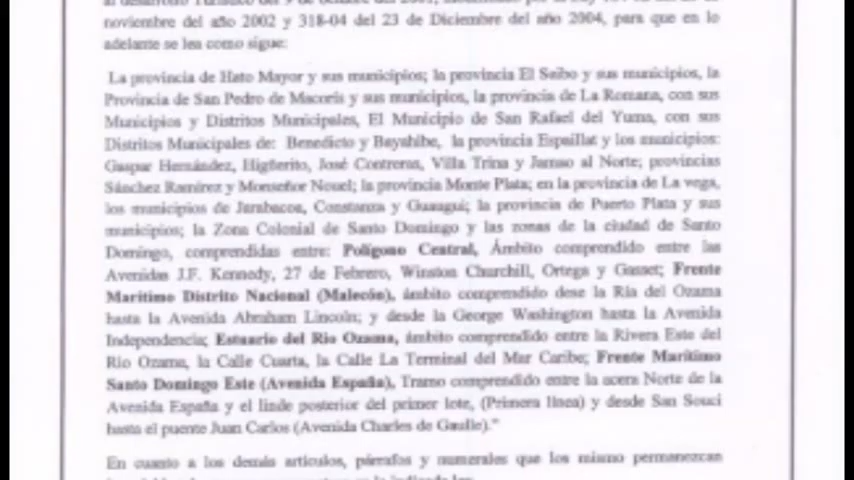 noviembre del año 2002 y 318-04 del 23 de Diciembre del año 2004, para que en lo
adelante se lea como sigue:
La provincia de Hato Mayor y sus municipios; la provincia El Seibo y sus municipios, la
Provincia de San Pedro de Macorís y sus municipios, la provincia de La Romana, con sus
Municipios y Distritos Municipales, El Municipio de San Rafael del Yuma, con sus
Distritos Municipales de: Benedicto y Bayahibe, la provincia Espaillat y los municipios:
Gaspar Hernández, Higüerito, José Contreras, Villa Trina y Jamao al Norte; provincias
Sánchez Ramírez y Monseñor Nouel; la provincia Monte Plata; en la provincia de La vega,
los municipios de Jarabacoa, Constanza y Guaigui; la provincia de Puerto Plata y sus
municipios; la Zona Colonial de Santo Domingo y las zonas de la ciudad de Santo
Domingo, comprendidas entre: Polígono Central, Ámbito comprendido entre las
Avenidas J.F. Kennedy, 27 de Febrero, Winston Churchill, Ortega y Gasset; Frente
Marítimo Distrito Nacional (Malecón), ámbito comprendido dese la Ría del Ozama
hasta la Avenida Abraham Lincoln; y desde la George Washington hasta la Avenida
Independencia; Estuario del Río Ozama, ámbito comprendido entre la Rivera Este del
Río Ozama, la Calle Cuarta, la Calle La Terminal del Mar Caribe; Frente Marítimo
Santo Domingo Este (Avenida España), Tramo comprendido entre la acera Norte de la
Avenida España y el linde posterior del primer lote, (Primera línea) y desde San Souci
hasta el puente Juan Carlos (Avenida Charles de Gaulle)."
En cuanto a los demás artículos, párrafos y numerales que los mismo permanezcan